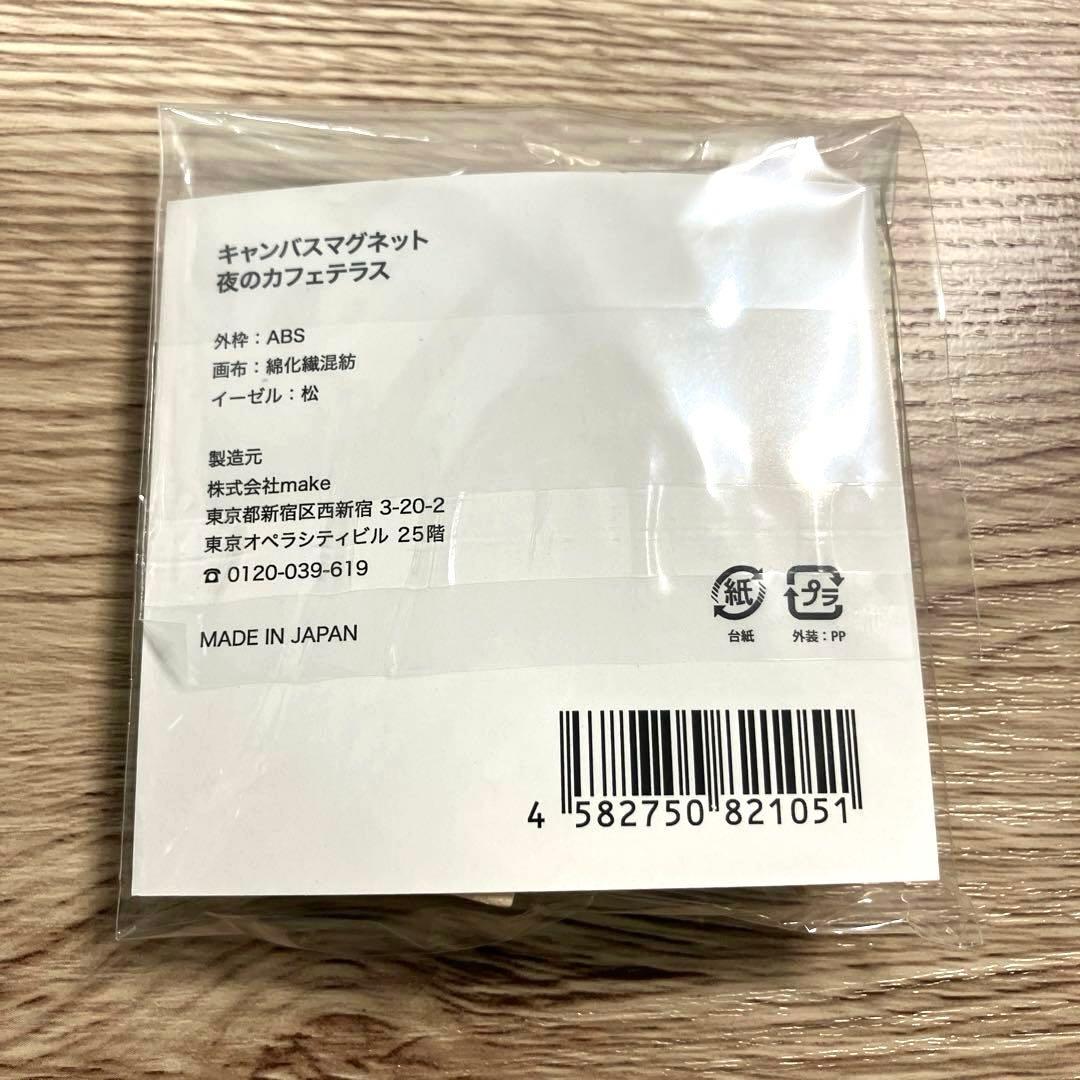 キャンバスマグネット
夜のカフェテラス
外枠：ABS
画布：綿化繊混紡
イーゼル：松
製造元
株式会社make
東京都新宿区西新宿 3-20-2
東京オペラシティビル 25階
☎ 0120-039-619
MADE IN JAPAN
紙 プラ
台紙 外装：PP
4 582750 821051